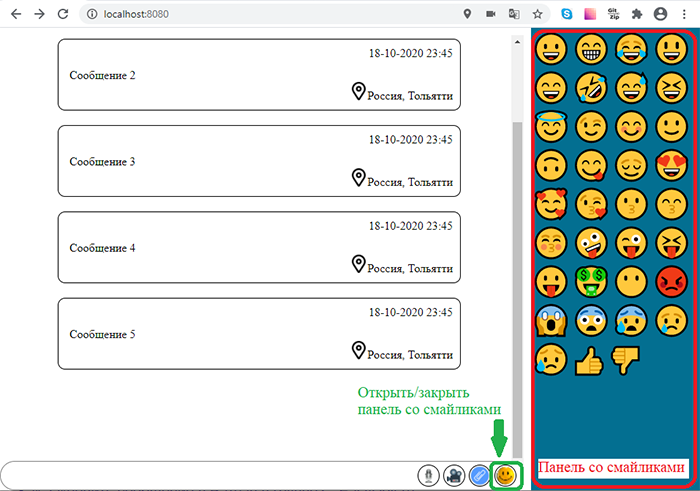 localhost:8080
Git
Zip
18-10-2020 23:45
Сообщение 2
Россия, Тольятти
18-10-2020 23:45
Сообщение 3
Россия, Тольятти
18-10-2020 23:45
Сообщение 4
Россия, Тольятти
18-10-2020 23:45
Сообщение 5
Россия, Тольятти
Открыть/закрыть
панель со смайликами
Панель со смайликами